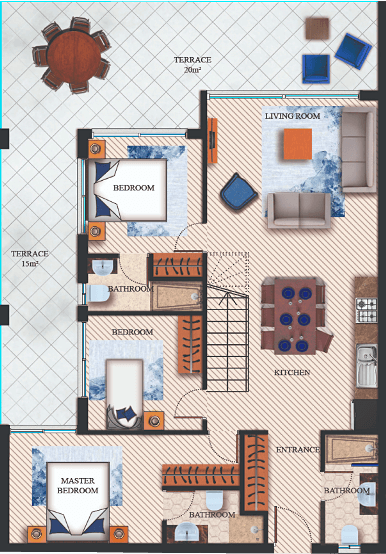 TERRACE
20m²
LIVING ROOM
BEDROOM
TERRACE
15m²
BATHROOM
BEDROOM
KITCHEN
ENTRANCE
MASTER
BEDROOM
BATHROOM
BATHROOM